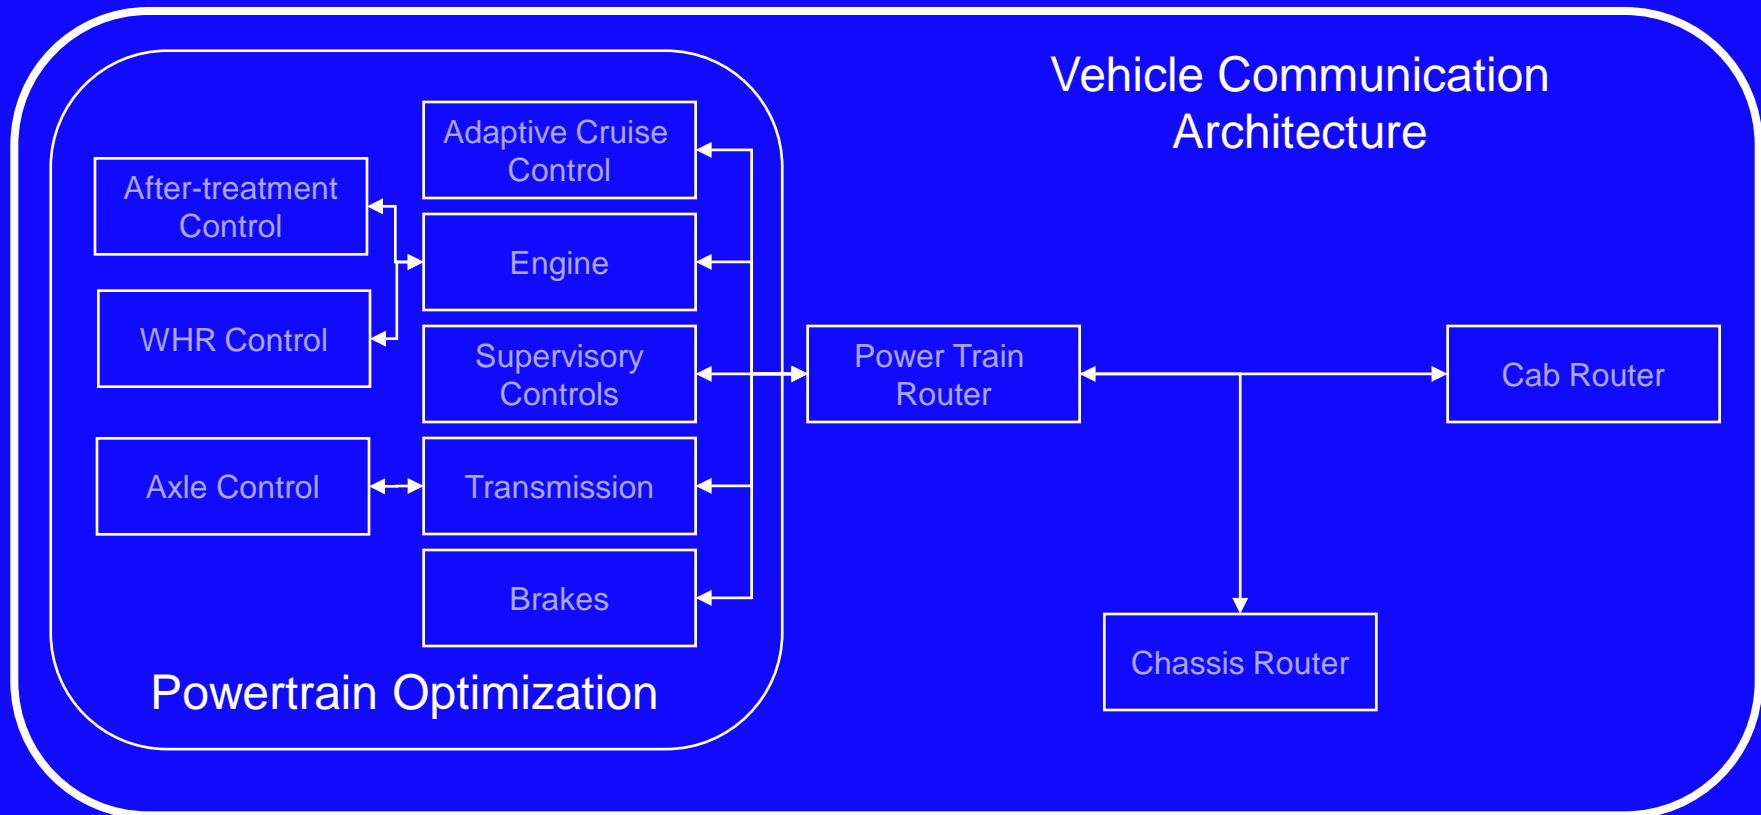 Vehicle Communication
Architecture
Adaptive Cruise
Control
After-treatment
Control
Engine
WHR Control
Supervisory
Controls
Power Train
Router
Cab Router
Axle Control
Transmission
Brakes
Chassis Router
Powertrain Optimization